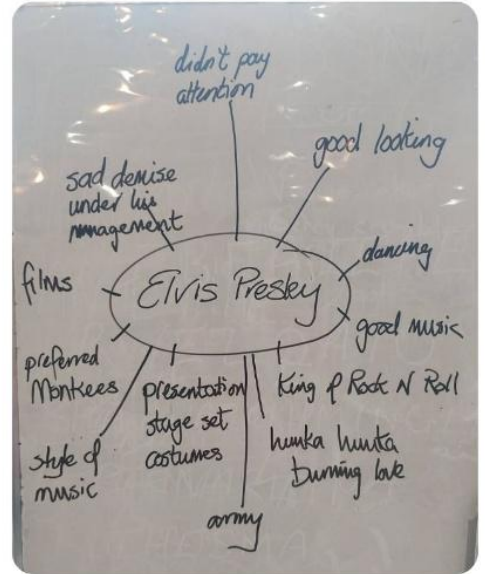 didn't pay
attention
good looking
sad demise
under his
management
dancing
films
Elvis Presley
good music
preferred
Monkees
presentation
stage set
costumes
King of Rock N Roll
style of
music
hunka hunka
burning love
army